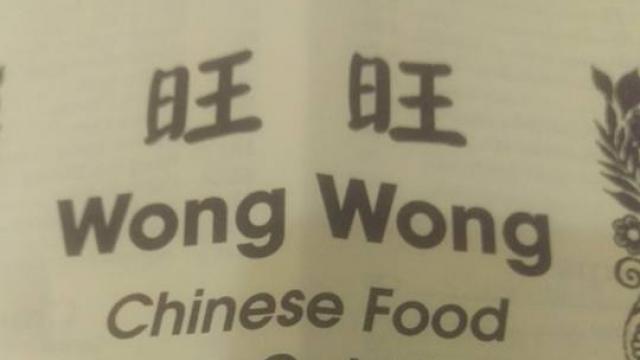 旺 旺
Wong Wong
Chinese Food